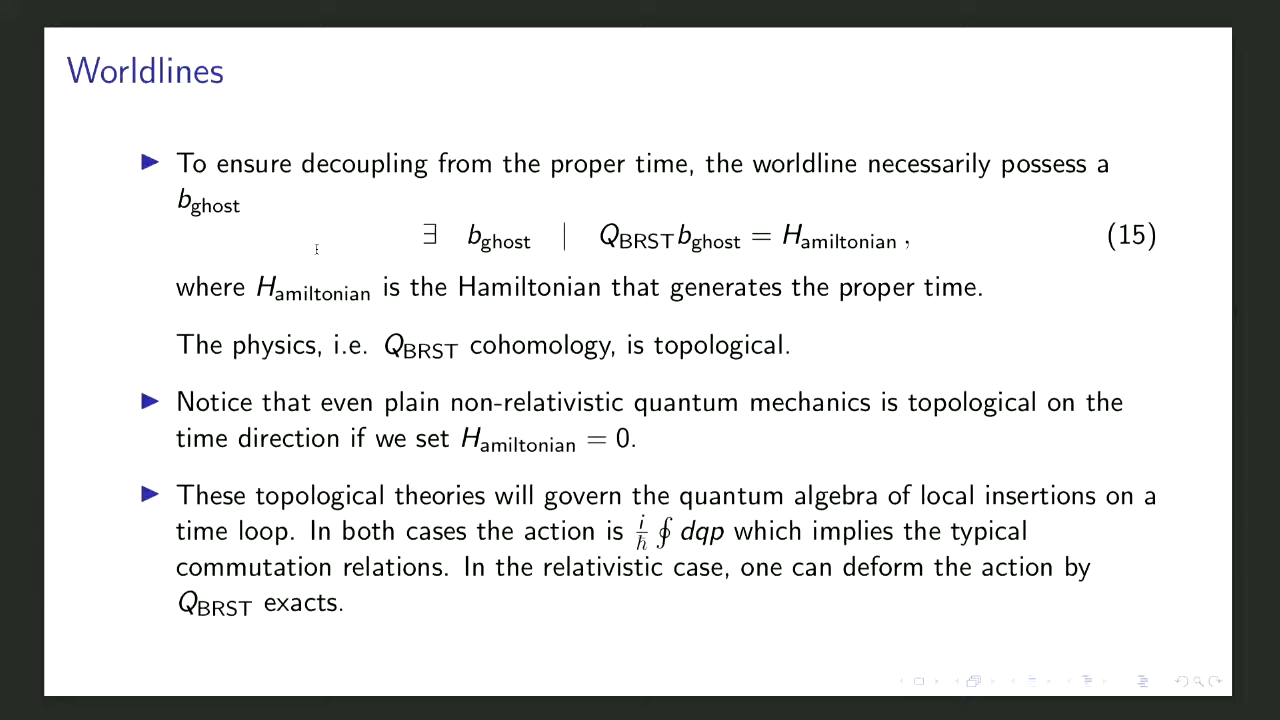 Worldlines
▶ To ensure decoupling from the proper time, the worldline necessarily possess a
b_ghost
∃ b_ghost | Q_BRST b_ghost = H_amiltonian , (15)
where H_amiltonian is the Hamiltonian that generates the proper time.
The physics, i.e. Q_BRST cohomology, is topological.
▶ Notice that even plain non-relativistic quantum mechanics is topological on the
time direction if we set H_amiltonian = 0.
▶ These topological theories will govern the quantum algebra of local insertions on a
time loop. In both cases the action is i/ħ ∮ dqp which implies the typical
commutation relations. In the relativistic case, one can deform the action by
Q_BRST exacts.